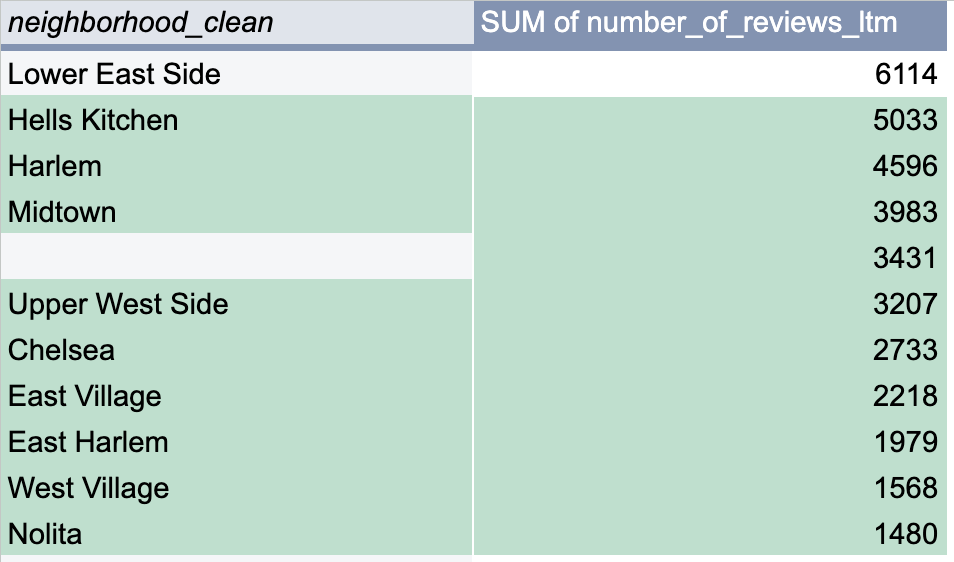 neighborhood_clean SUM of number_of_reviews_ltm
Lower East Side 6114
Hells Kitchen 5033
Harlem 4596
Midtown 3983
3431
Upper West Side 3207
Chelsea 2733
East Village 2218
East Harlem 1979
West Village 1568
Nolita 1480